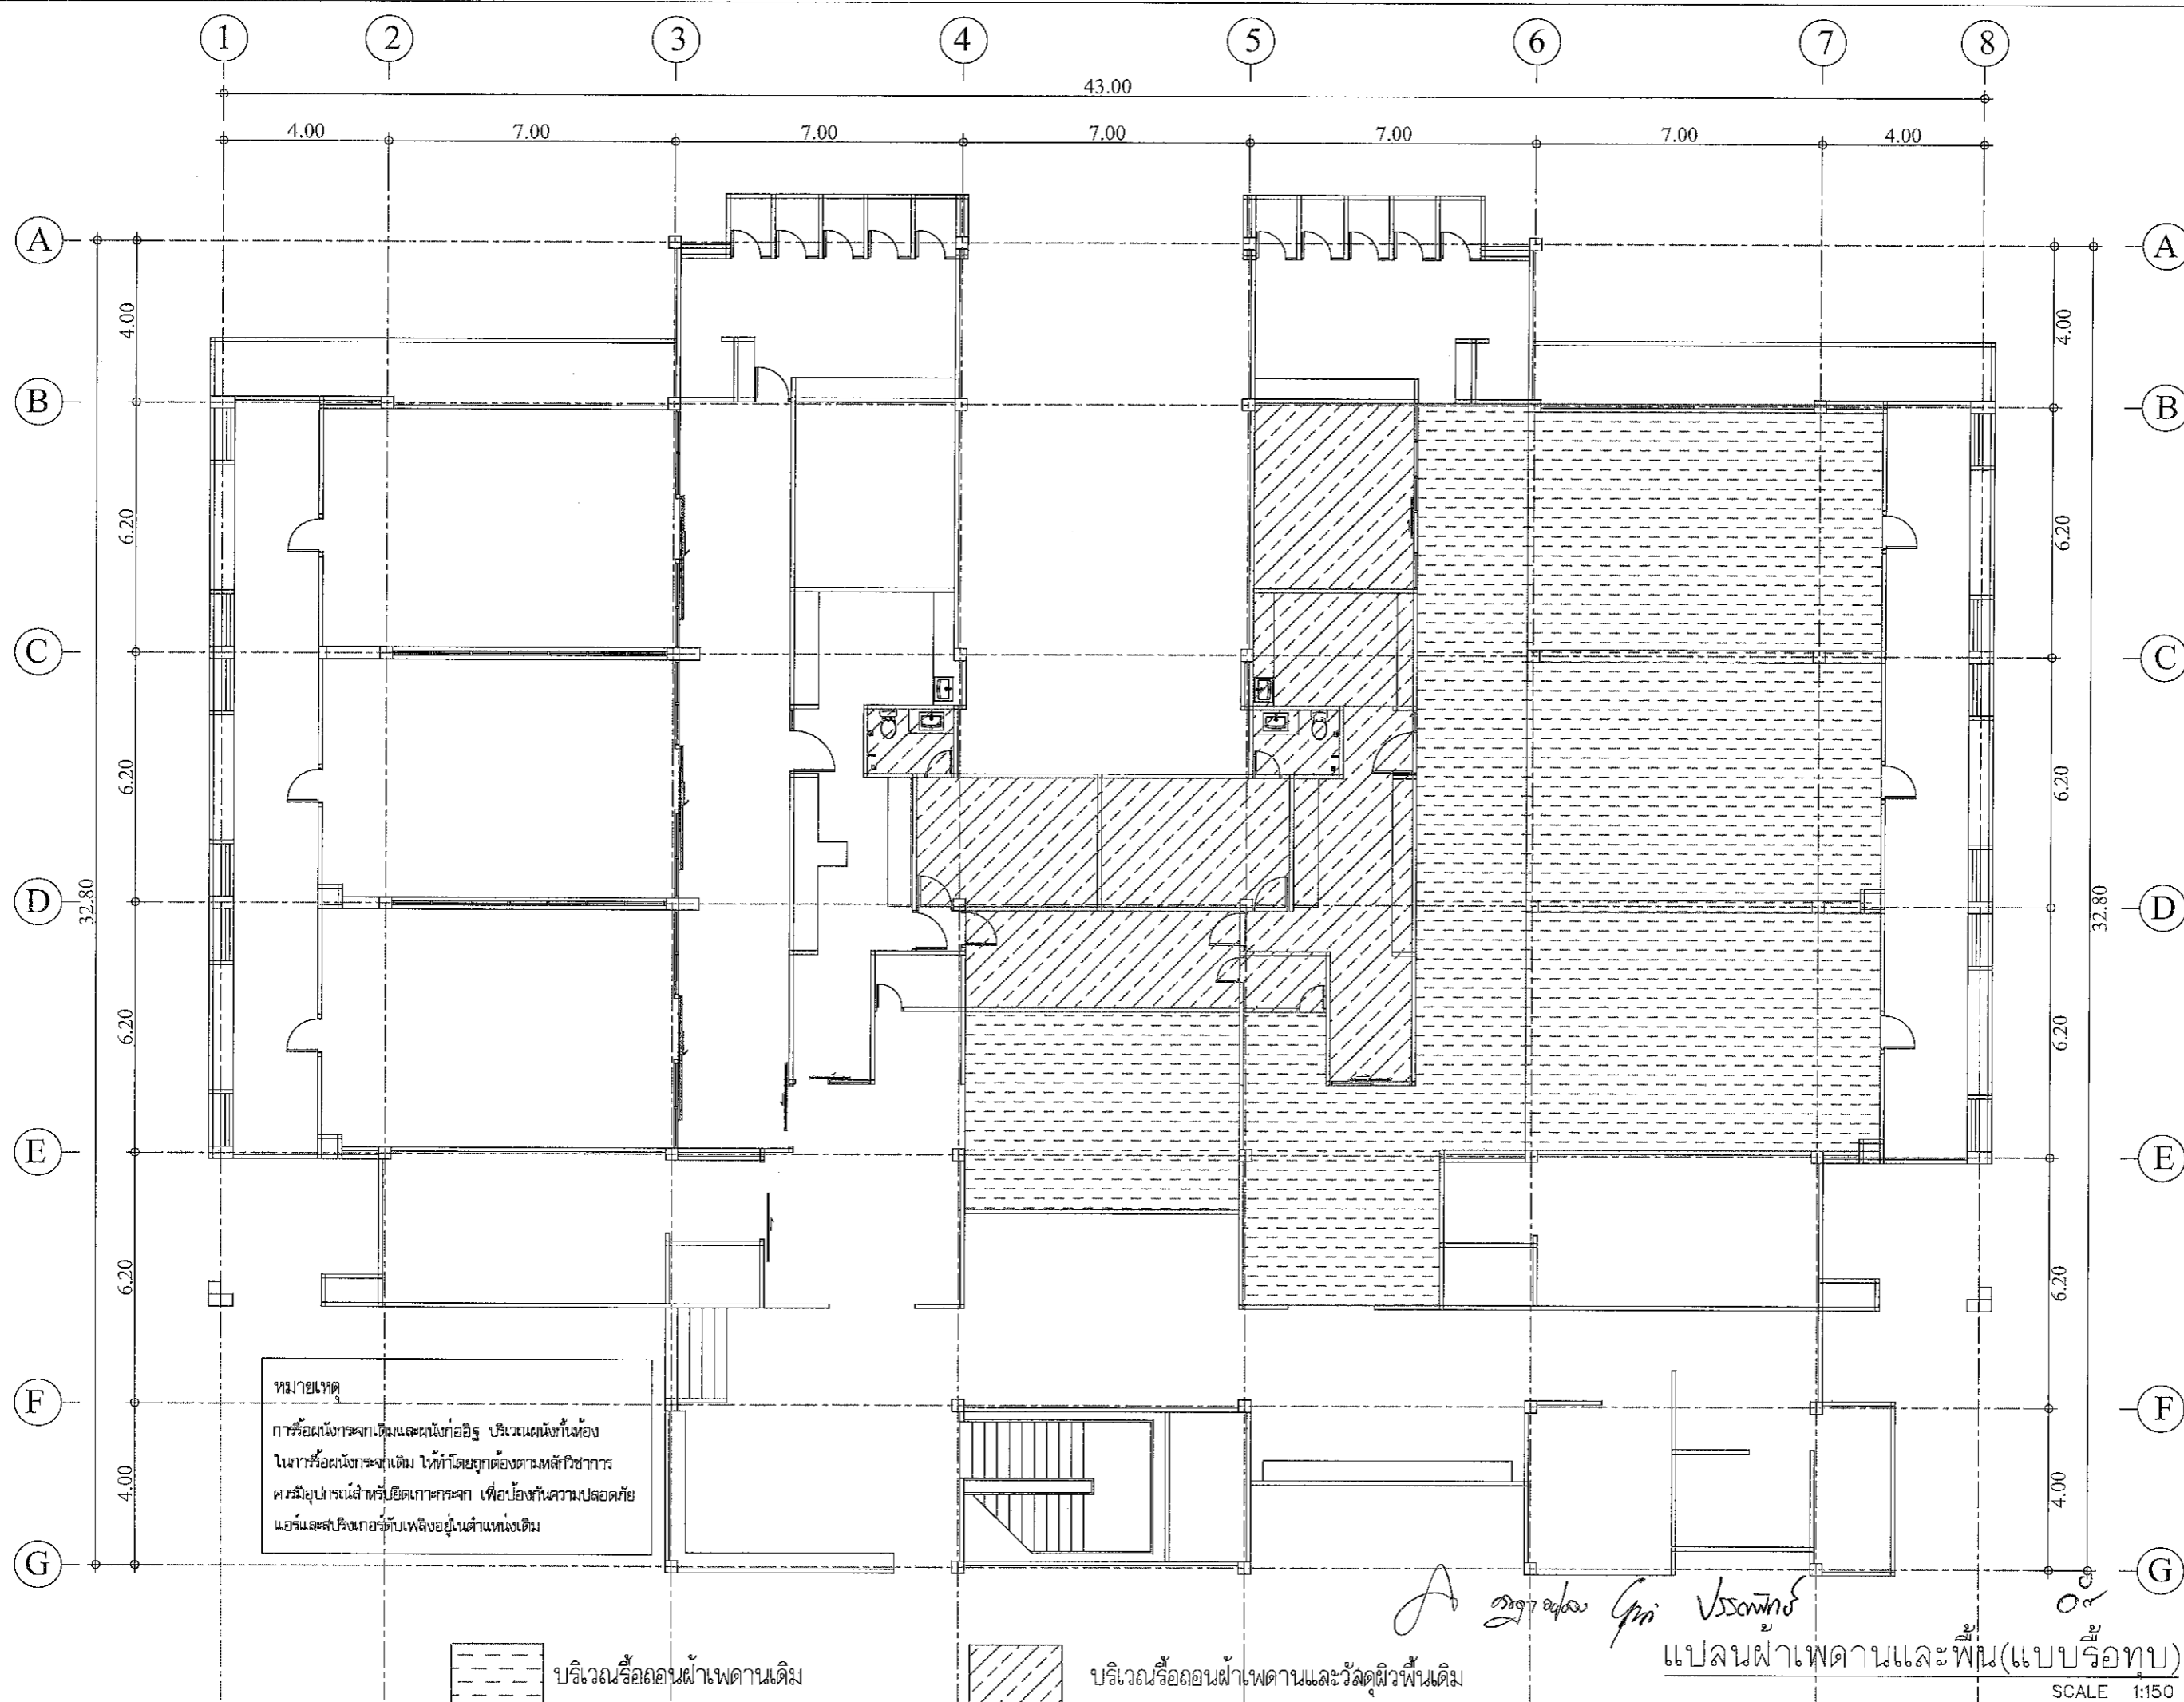 1 2 3 4 5 6 7 8
43.00
4.00 7.00 7.00 7.00 7.00 7.00 4.00
A A
4.00 4.00
B B
6.20 6.20
C C
6.20 6.20
32.80 32.80
D D
6.20 6.20
E E
6.20 6.20
หมายเหตุ
การรื้อผนังกระจกเดิมและผนังก่ออิฐ บริเวณผนังกั้นห้อง
ในการรื้อผนังกระจกเดิม ให้ทำโดยถูกต้องตามหลักวิชาการ
ควรมีอุปกรณ์สำหรับยึดเกาะกระจก เพื่อป้องกันความปลอดภัย
แอร์และสปริงเกอร์ดับเพลิงอยู่ในตำแหน่งเดิม
F F
4.00 4.00
G G
บริเวณรื้อถอนฝ้าเพดานเดิม
บริเวณรื้อถอนฝ้าเพดานและวัสดุผิวพื้นเดิม
แปลนฝ้าเพดานและพื้น(แบบรื้อทุบ)
SCALE 1:150